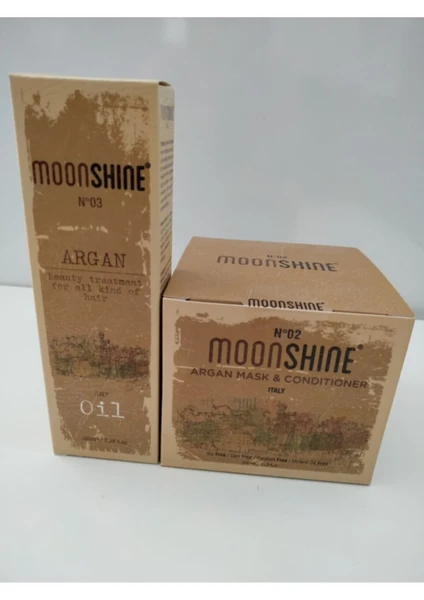 MOONSHINE®
N°03
ARGAN
beauty treatment
for all kind of
hair
Oil
N°02
MOONSHINE®
MOONSHINE
N°02
MOONSHINE®
ARGAN MASK & CONDITIONER
ITALY